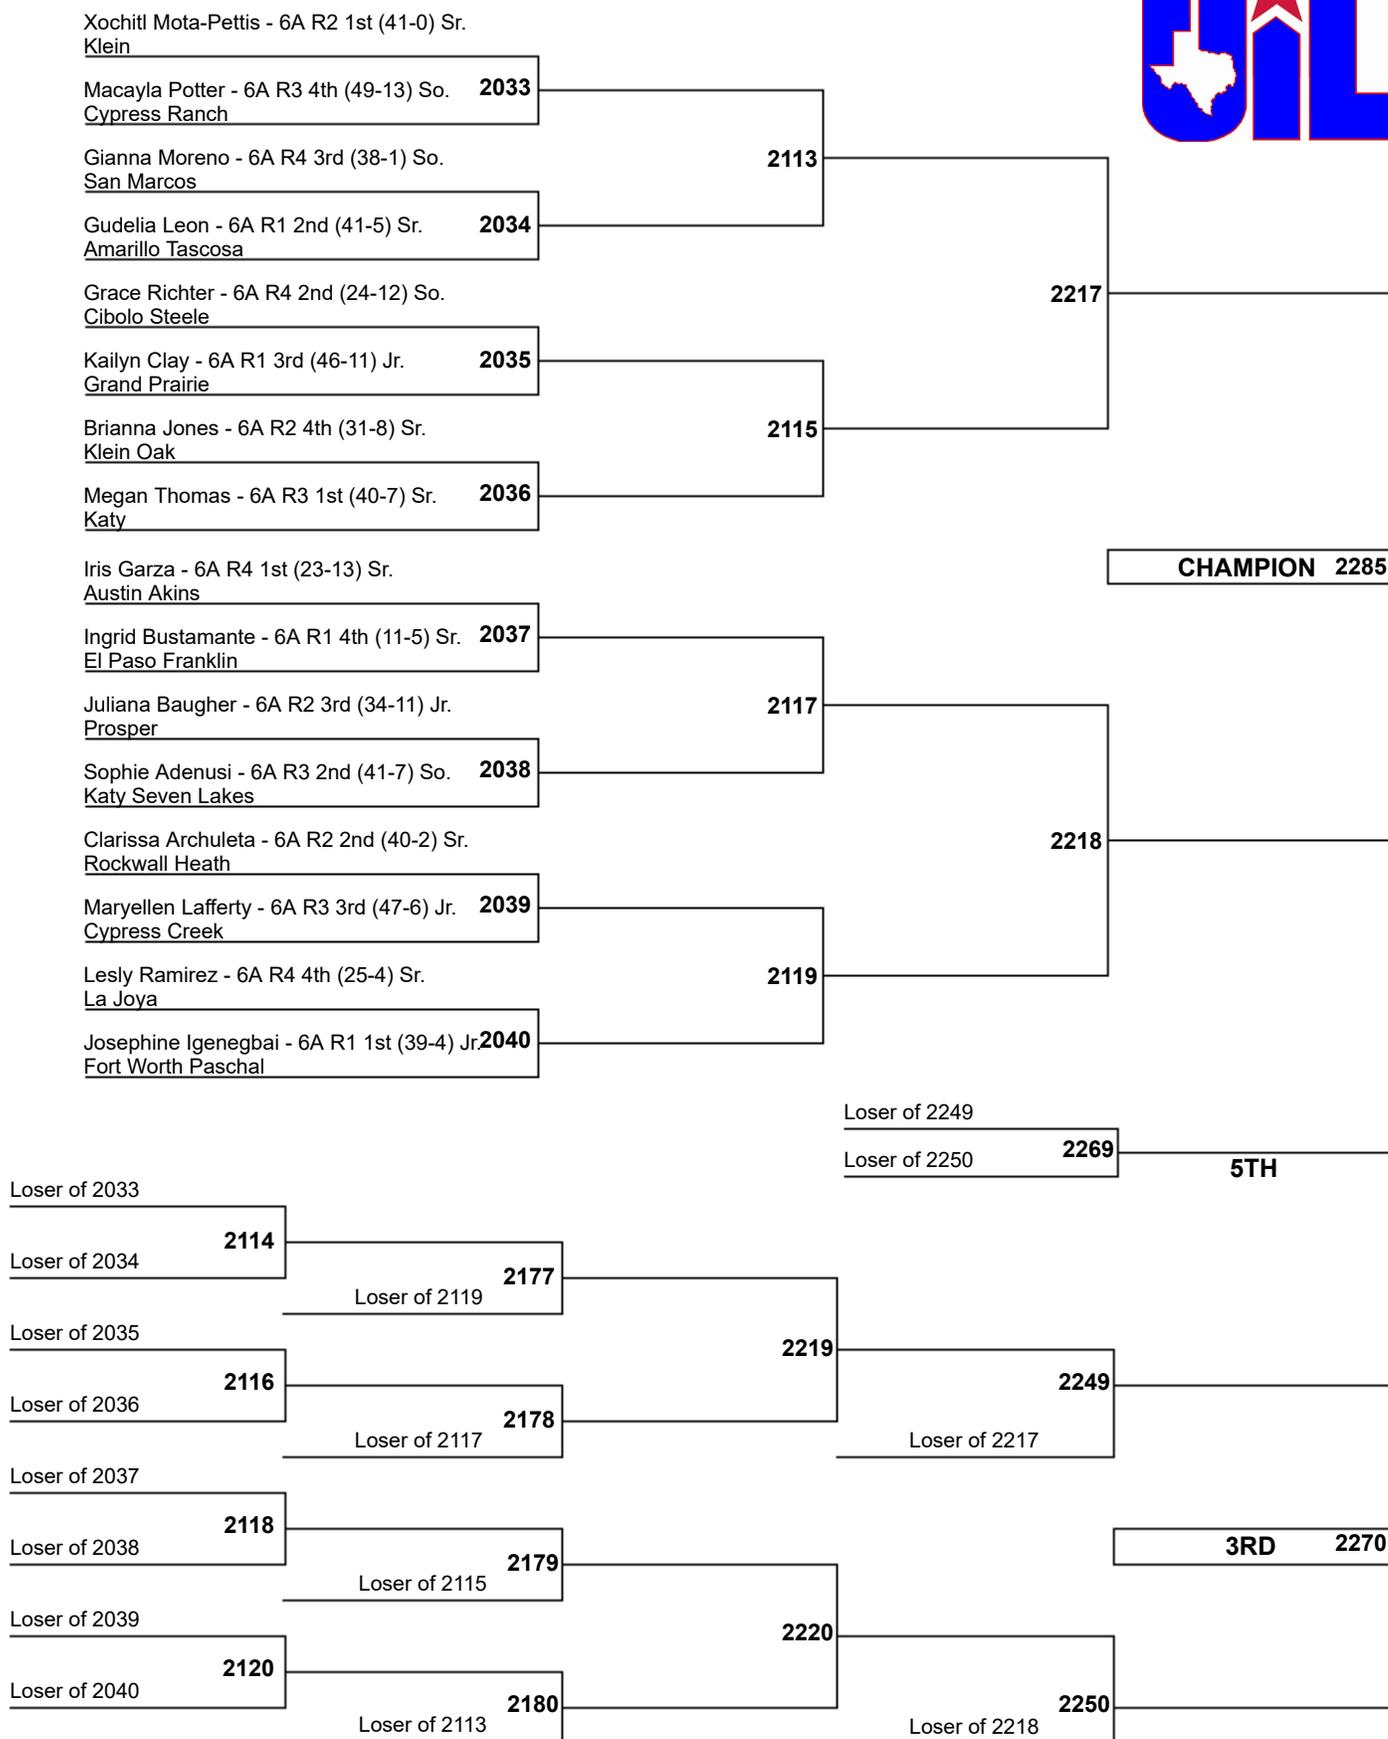 UIL
Xochitl Mota-Pettis - 6A R2 1st (41-0) Sr.
Klein
2033
Macayla Potter - 6A R3 4th (49-13) So.
Cypress Ranch
2113
Gianna Moreno - 6A R4 3rd (38-1) So.
San Marcos
2034
Gudelia Leon - 6A R1 2nd (41-5) Sr.
Amarillo Tascosa
2217
Grace Richter - 6A R4 2nd (24-12) So.
Cibolo Steele
2035
Kailyn Clay - 6A R1 3rd (46-11) Jr.
Grand Prairie
2115
Brianna Jones - 6A R2 4th (31-8) Sr.
Klein Oak
2036
Megan Thomas - 6A R3 1st (40-7) Sr.
Katy
CHAMPION 2285
Iris Garza - 6A R4 1st (23-13) Sr.
Austin Akins
2037
Ingrid Bustamante - 6A R1 4th (11-5) Sr.
El Paso Franklin
2117
Juliana Baugher - 6A R2 3rd (34-11) Jr.
Prosper
2038
Sophie Adenusi - 6A R3 2nd (41-7) So.
Katy Seven Lakes
2218
Clarissa Archuleta - 6A R2 2nd (40-2) Sr.
Rockwall Heath
2039
Maryellen Lafferty - 6A R3 3rd (47-6) Jr.
Cypress Creek
2119
Lesly Ramirez - 6A R4 4th (25-4) Sr.
La Joya
2040
Josephine Igenegbai - 6A R1 1st (39-4) Jr.
Fort Worth Paschal
Loser of 2249
2269
Loser of 2250
5TH
Loser of 2033
2114
Loser of 2034
2177
Loser of 2119
Loser of 2035
2219
2116
2249
Loser of 2036
2178
Loser of 2117
Loser of 2217
Loser of 2037
2118
Loser of 2038
3RD 2270
2179
Loser of 2115
Loser of 2039
2220
2120
Loser of 2040
2180
2250
Loser of 2113
Loser of 2218